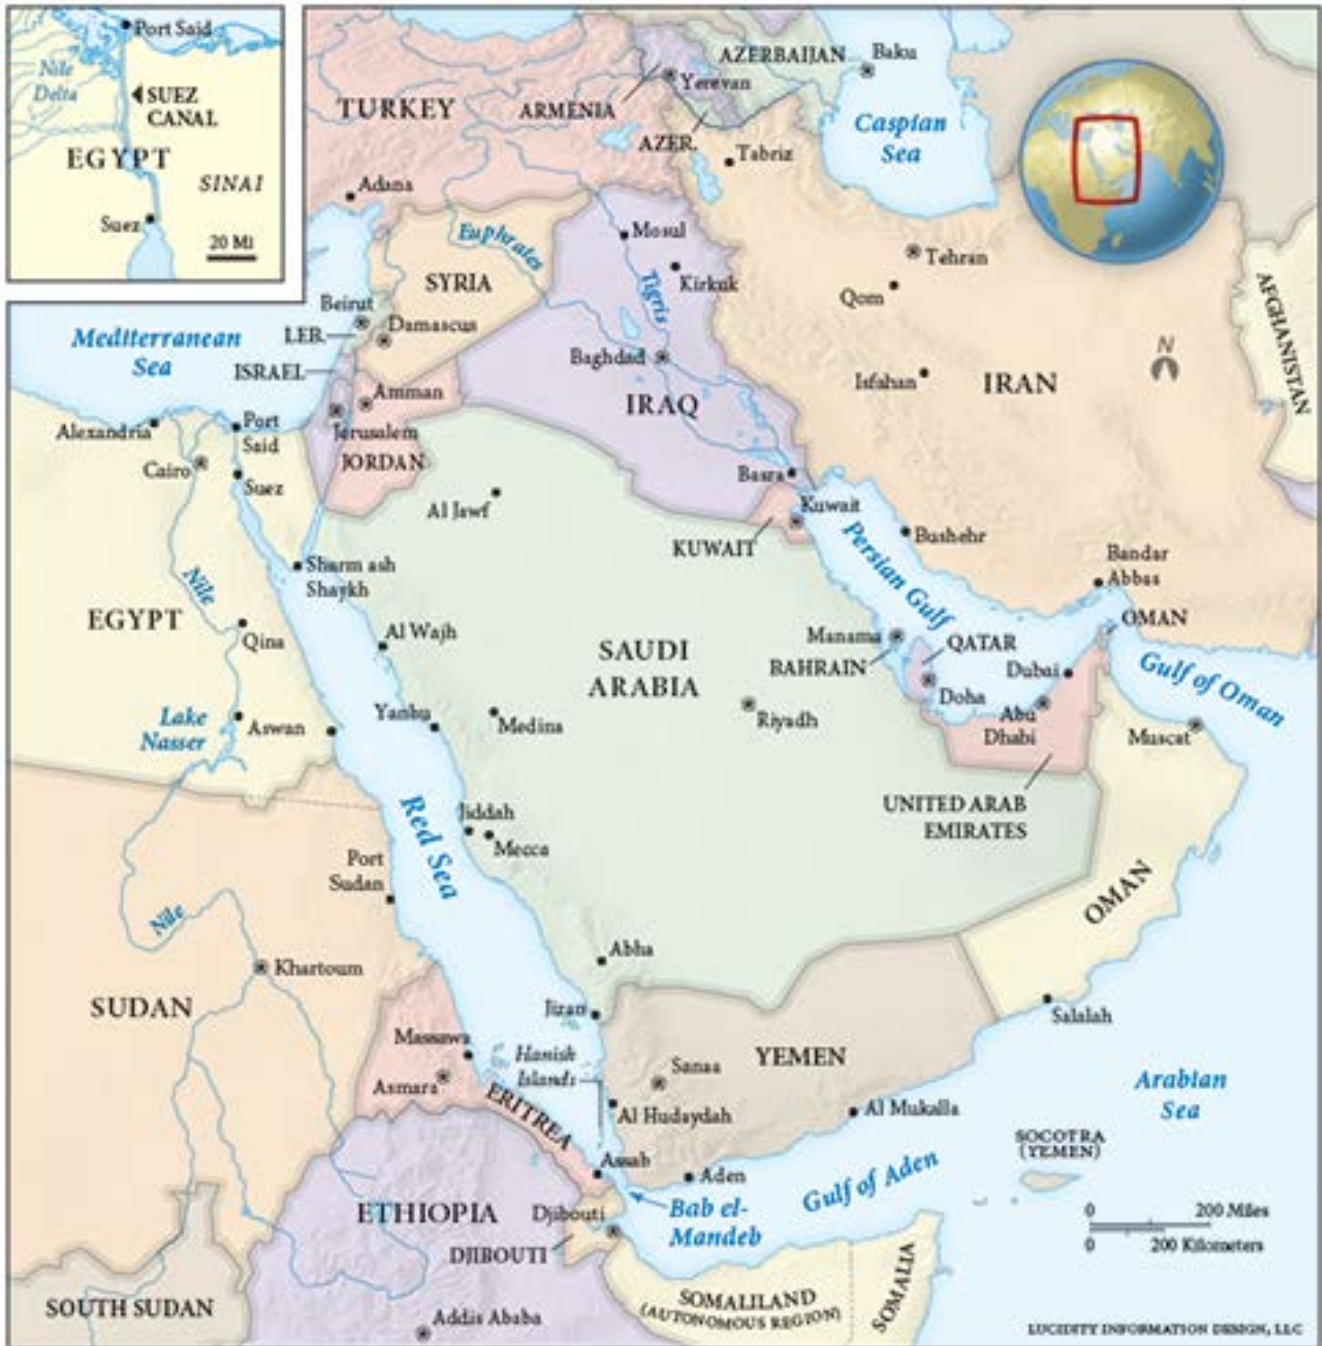 Port Said
Nile
Delta
SUEZ
CANAL
EGYPT
SINAI
Suez
20 Mi
AZERBAIJAN
Baku
Yerevan
ARMENIA
TURKEY
AZER.
Caspian
Sea
Tabriz
Adana
Mosul
Euphrates
Tehran
Kirkuk
SYRIA
Tigris
Qom
AFGHANISTAN
Beirut
Damascus
LEB.
Mediterranean
Sea
Baghdad
N
ISRAEL
Isfahan
IRAN
Amman
IRAQ
Alexandria
Port
Said
Jerusalem
Cairo
JORDAN
Basra
Suez
Al Jawf
Kuwait
KUWAIT
Bushehr
Persian Gulf
Bandar
Abbas
Sharm ash
Shaykh
Nile
EGYPT
OMAN
Qina
Al Wajh
SAUDI
ARABIA
Manama
BAHRAIN
QATAR
Dubai
Gulf of Oman
Doha
Lake
Nasser
Aswan
Yanbu
Medina
Riyadh
Abu
Dhabi
Muscat
UNITED ARAB
EMIRATES
Red Sea
Jiddah
Mecca
Port
Sudan
OMAN
Nile
Abha
Khartoum
SUDAN
Jizan
Salalah
Massawa
Hanish
Islands
YEMEN
Sanaa
Asmara
Arabian
Sea
ERITREA
Al Hudaydah
Al Mukalla
SOCOTRA
(YEMEN)
Assab
Aden
Gulf of Aden
ETHIOPIA
Djibouti
Bab el-
Mandeb
0 200 Miles
0 200 Kilometers
DJIBOUTI
SOUTH SUDAN
SOMALILAND
(AUTONOMOUS REGION)
SOMALIA
Addis Ababa
LUCIDITY INFORMATION DESIGN, LLC